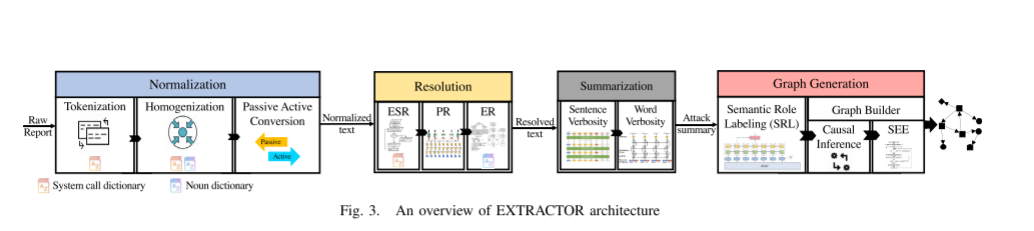 Normalization
Resolution
Summarization
Graph Generation
Raw
Report
Tokenization
Homogenization
Passive Active
Conversion
Passive
Active
Normalized
text
ESR
PR
ER
Resolved
text
Sentence
Verbosity
Word
Verbosity
Attack
summary
Semantic Role
Labeling (SRL)
Graph Builder
Causal
Inference
SEE
System call dictionary
Noun dictionary
Fig. 3. An overview of EXTRACTOR architecture